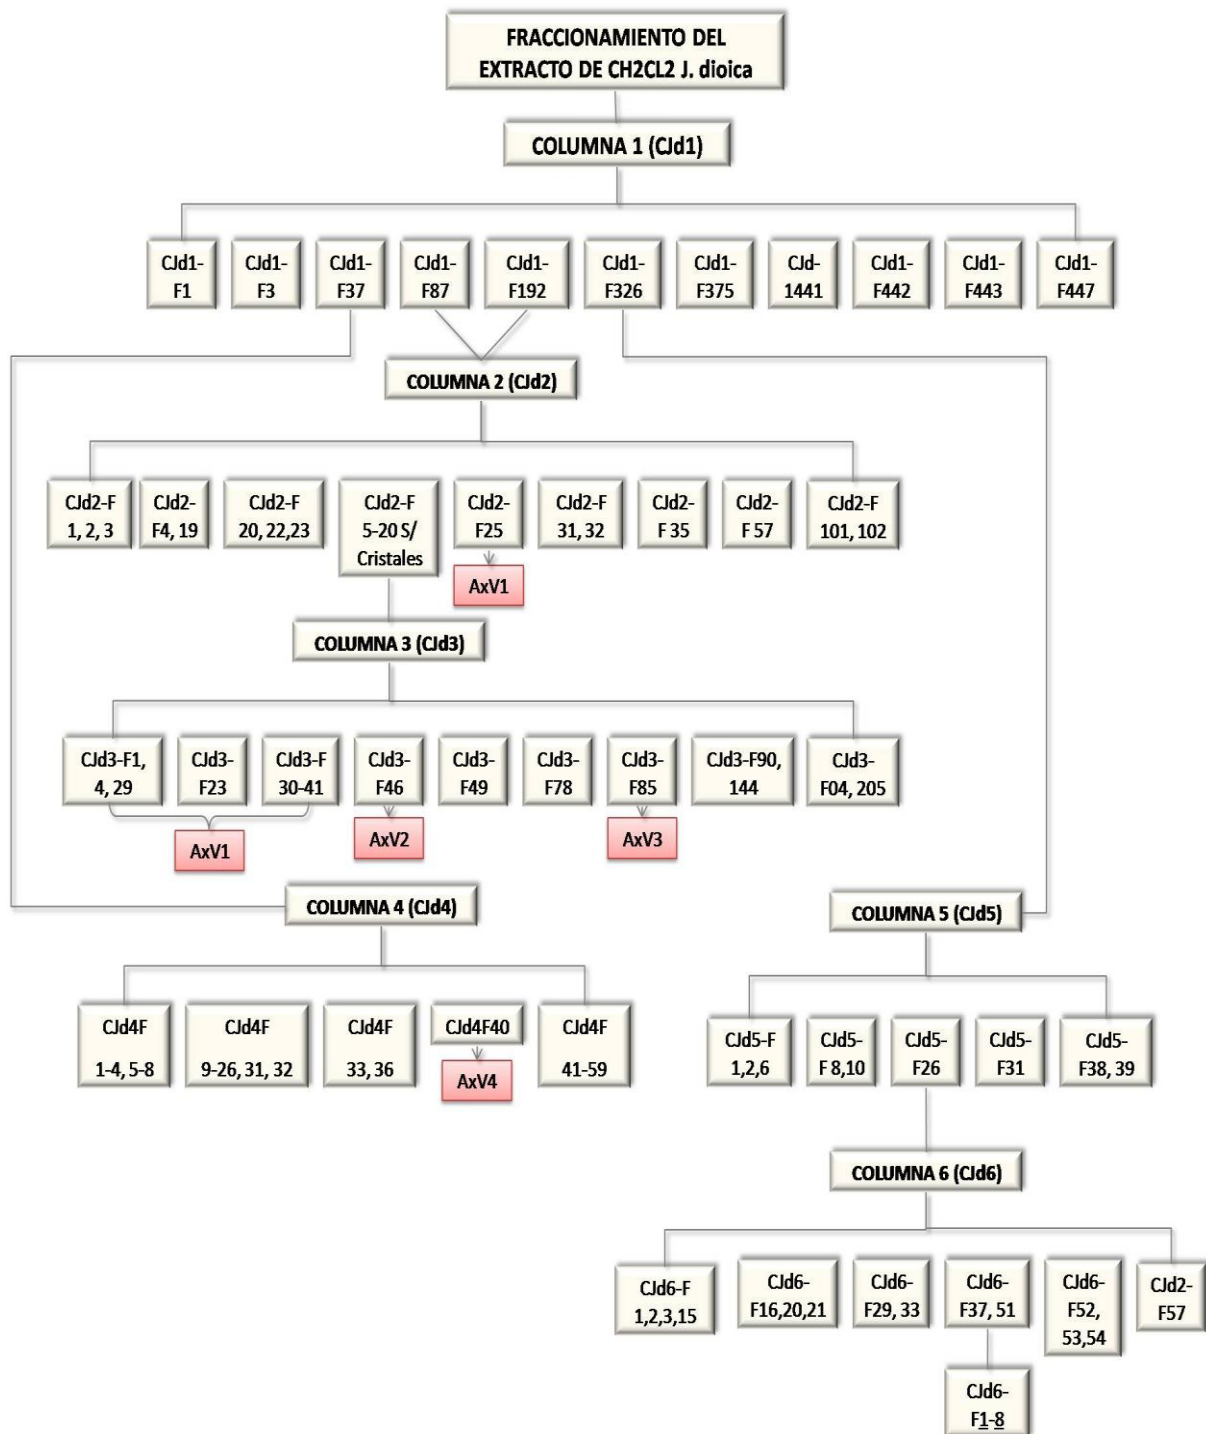 FRACCIONAMIENTO DEL
EXTRACTO DE CH2CL2 J. dioica
COLUMNA 1 (CJd1)
CJd1-
F1
CJd1-
F3
CJd1-
F37
CJd1-
F87
CJd1-
F192
CJd1-
F326
CJd1-
F375
CJd-
1441
CJd1-
F442
CJd1-
F443
CJd1-
F447
COLUMNA 2 (CJd2)
CJd2-F
1, 2, 3
CJd2-
F4, 19
CJd2-F
20, 22,23
CJd2-F
5-20 S/
Cristales
CJd2-
F25
CJd2-F
31, 32
CJd2-
F 35
CJd2-
F 57
CJd2-F
101, 102
AxV1
COLUMNA 3 (CJd3)
CJd3-F1,
4, 29
CJd3-
F23
CJd3-F
30-41
CJd3-
F46
CJd3-
F49
CJd3-
F78
CJd3-
F85
CJd3-F90,
144
CJd3-
F04, 205
AxV1
AxV2
AxV3
COLUMNA 4 (CJd4)
COLUMNA 5 (CJd5)
CJd4F
1-4, 5-8
CJd4F
9-26, 31, 32
CJd4F
33, 36
CJd4F40
CJd4F
41-59
AxV4
CJd5-F
1,2,6
CJd5-
F 8,10
CJd5-
F26
CJd5-
F31
CJd5-
F38, 39
COLUMNA 6 (CJd6)
CJd6-F
1,2,3,15
CJd6-
F16,20,21
CJd6-
F29, 33
CJd6-
F37, 51
CJd6-
F52,
53,54
CJd2-
F57
CJd6-
F1-8